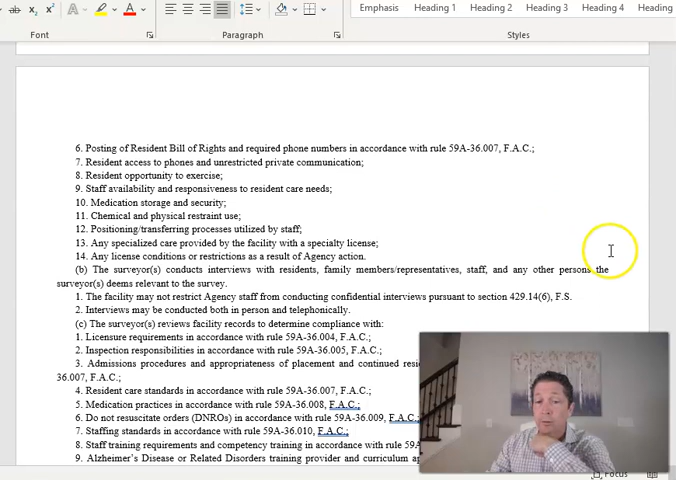 ab x₂ x² A A
Emphasis Heading 1 Heading 2 Heading 3 Heading 4 Heading
Font Paragraph Styles
6. Posting of Resident Bill of Rights and required phone numbers in accordance with rule 59A-36.007, F.A.C.;
7. Resident access to phones and unrestricted private communication;
8. Resident opportunity to exercise;
9. Staff availability and responsiveness to resident care needs;
10. Medication storage and security;
11. Chemical and physical restraint use;
12. Positioning/transferring processes utilized by staff;
13. Any specialized care provided by the facility with a specialty license;
14. Any license conditions or restrictions as a result of Agency action.
(b) The surveyor(s) conducts interviews with residents, family members/representatives, staff, and any other persons the
surveyor(s) deems relevant to the survey.
1. The facility may not restrict Agency staff from conducting confidential interviews pursuant to section 429.14(6), F.S.
2. Interviews may be conducted both in person and telephonically.
(c) The surveyor(s) reviews facility records to determine compliance with:
1. Licensure requirements in accordance with rule 59A-36.004, F.A.C.;
2. Inspection responsibilities in accordance with rule 59A-36.005, F.A.C.;
3. Admissions procedures and appropriateness of placement and continued
36.007, F.A.C.;
4. Resident care standards in accordance with rule 59A-36.007, F.A.C.;
5. Medication practices in accordance with rule 59A-36.008, F.A.C.;
6. Do not resuscitate orders (DNROs) in accordance with rule 59A-36.009, F.A.C.;
7. Staffing standards in accordance with rule 59A-36.010, F.A.C.;
8. Staff training requirements and competency training in accordance with rule
9. Alzheimer's Disease or Related Disorders training provider and curriculum
Focus